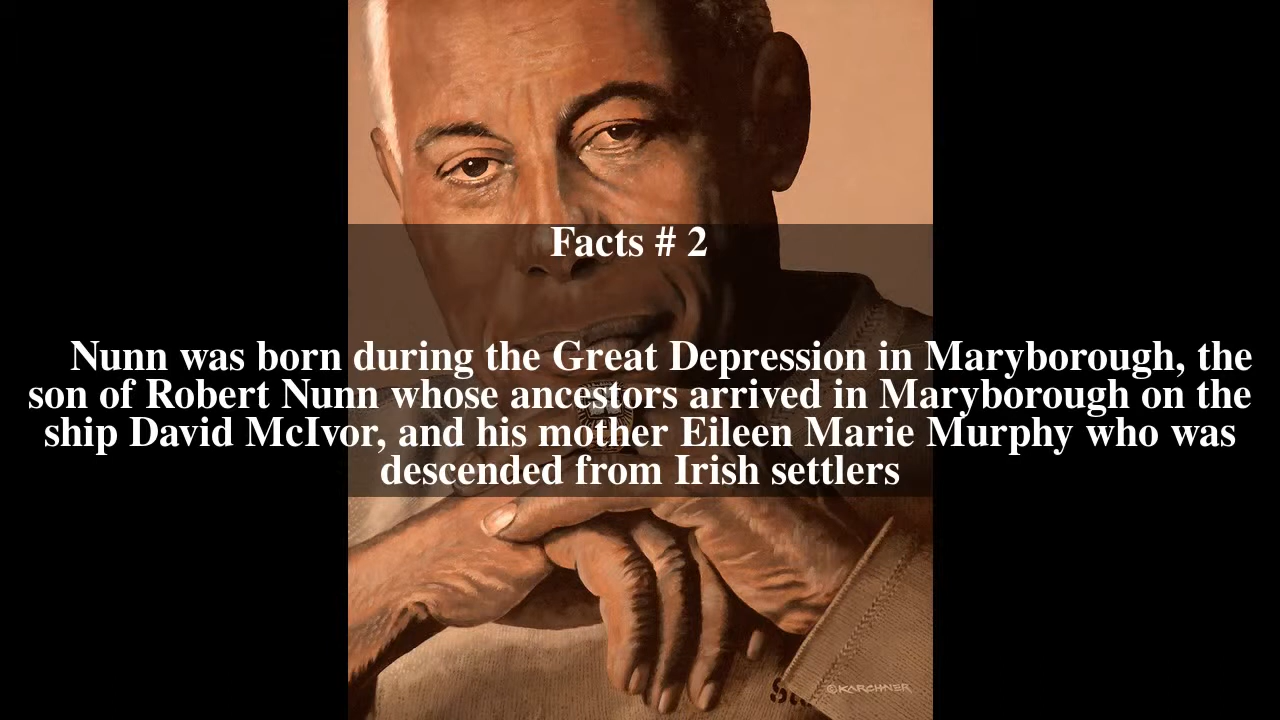 Facts # 2
Nunn was born during the Great Depression in Maryborough, the
son of Robert Nunn whose ancestors arrived in Maryborough on the
ship David McIvor, and his mother Eileen Marie Murphy who was
descended from Irish settlers
©KARCHNER